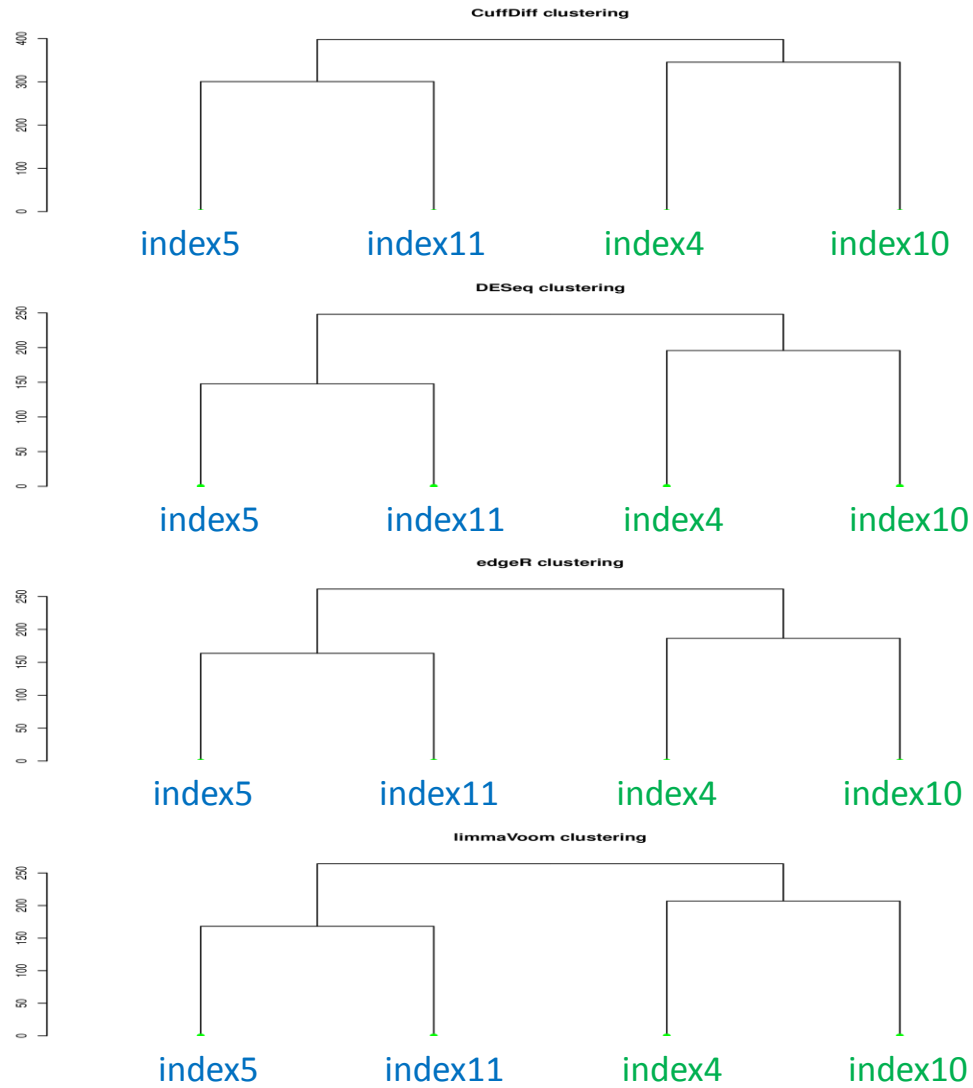 CuffDiff clustering
400
300
200
100
0
index5 index11 index4 index10
DESeq clustering
250
200
150
100
50
0
index5 index11 index4 index10
edgeR clustering
250
200
150
100
50
0
index5 index11 index4 index10
limmaVoom clustering
250
200
150
100
50
0
index5 index11 index4 index10